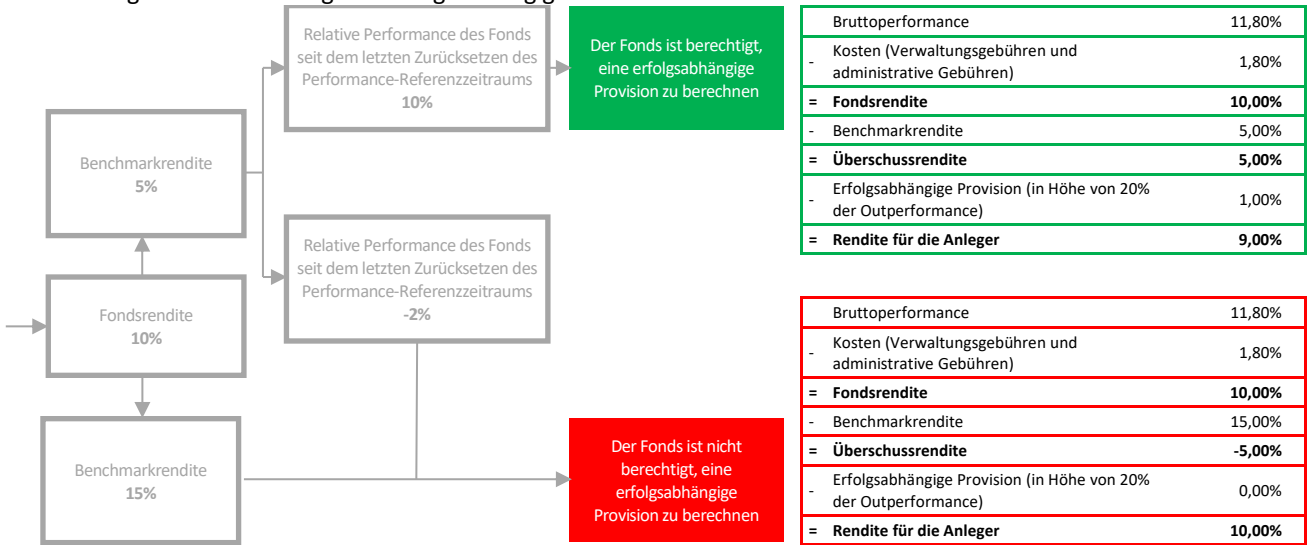 Relative Performance des Fonds
seit dem letzten Zurücksetzen des
Performance-Referenzzeitraums
10%
Der Fonds ist berechtigt,
eine erfolgsabhängige
Provision zu berechnen
Benchmarkrendite
5%
Relative Performance des Fonds
seit dem letzten Zurücksetzen des
Performance-Referenzzeitraums
-2%
Fondsrendite
10%
Benchmarkrendite
15%
Der Fonds ist nicht
berechtigt, eine
erfolgsabhängige
Provision zu berechnen
Bruttoperformance 11,80%
- Kosten (Verwaltungsgebühren und
administrative Gebühren) 1,80%
= Fondsrendite 10,00%
- Benchmarkrendite 5,00%
= Überschussrendite 5,00%
- Erfolgsabhängige Provision (in Höhe von 20%
der Outperformance) 1,00%
= Rendite für die Anleger 9,00%
Bruttoperformance 11,80%
- Kosten (Verwaltungsgebühren und
administrative Gebühren) 1,80%
= Fondsrendite 10,00%
- Benchmarkrendite 15,00%
= Überschussrendite -5,00%
- Erfolgsabhängige Provision (in Höhe von 20%
der Outperformance) 0,00%
= Rendite für die Anleger 10,00%